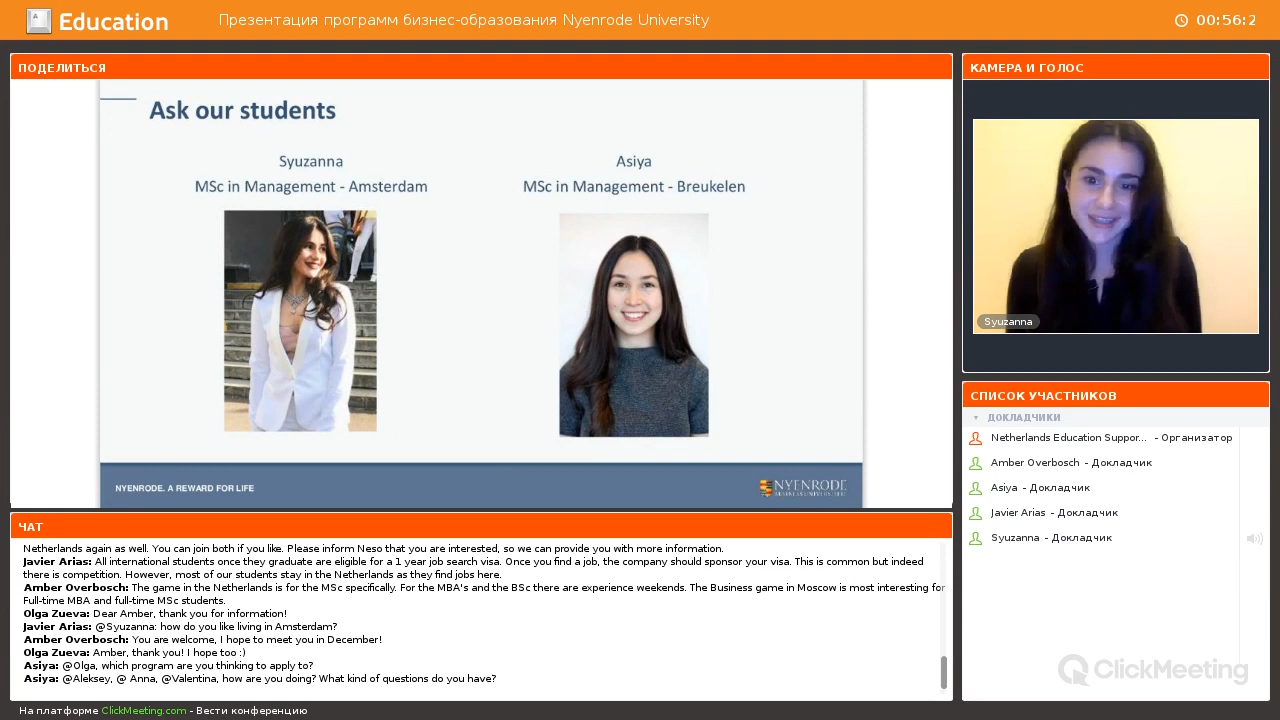 A Education
Презентация программ бизнес-образования Nyenrode University
00:56:2
ПОДЕЛИТЬСЯ
Ask our students
Syuzanna
MSc in Management - Amsterdam
Asiya
MSc in Management - Breukelen
NYENRODE. A REWARD FOR LIFE
NYENRODE
КАМЕРА И ГОЛОС
Syuzanna
СПИСОК УЧАСТНИКОВ
ДОКЛАДЧИКИ
Netherlands Education Suppor... - Организатор
Amber Overbosch - Докладчик
Asiya - Докладчик
Javier Arias - Докладчик
Syuzanna - Докладчик
ClickMeeting
ЧАТ
Netherlands again as well. You can join both if you like. Please inform Neso that you are interested, so we can provide you with more information.
Javier Arias: All international students once they graduate are eligible for a 1 year job search visa. Once you find a job, the company should sponsor your visa. This is common but indeed
there is competition. However, most of our students stay in the Netherlands as they find jobs here.
Amber Overbosch: The game in the Netherlands is for the MSc specifically. For the MBA's and the BSc there are experience weekends. The Business game in Moscow is most interesting for
Full-time MBA and full-time MSc students.
Olga Zueva: Dear Amber, thank you for information!
Javier Arias: @Syuzanna: how do you like living in Amsterdam?
Amber Overbosch: You are welcome, I hope to meet you in December!
Olga Zueva: Amber, thank you! I hope too :)
Asiya: @Olga, which program are you thinking to apply to?
Asiya: @Aleksey, @ Anna, @Valentina, how are you doing? What kind of questions do you have?
На платформе ClickMeeting.com - Вести конференцию